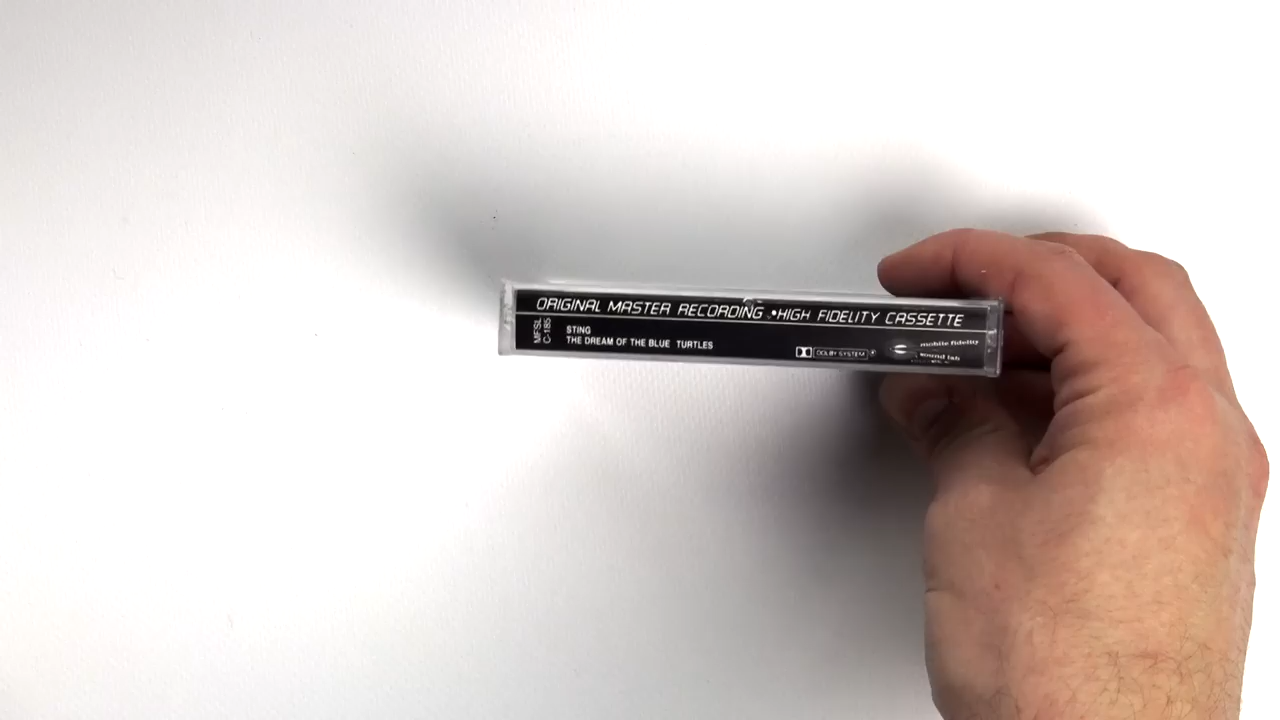 ORIGINAL MASTER RECORDING •HIGH FIDELITY CASSETTE
MFSL
C-185
STING
THE DREAM OF THE BLUE TURTLES
DOLBY SYSTEM
mobile fidelity
sound lab